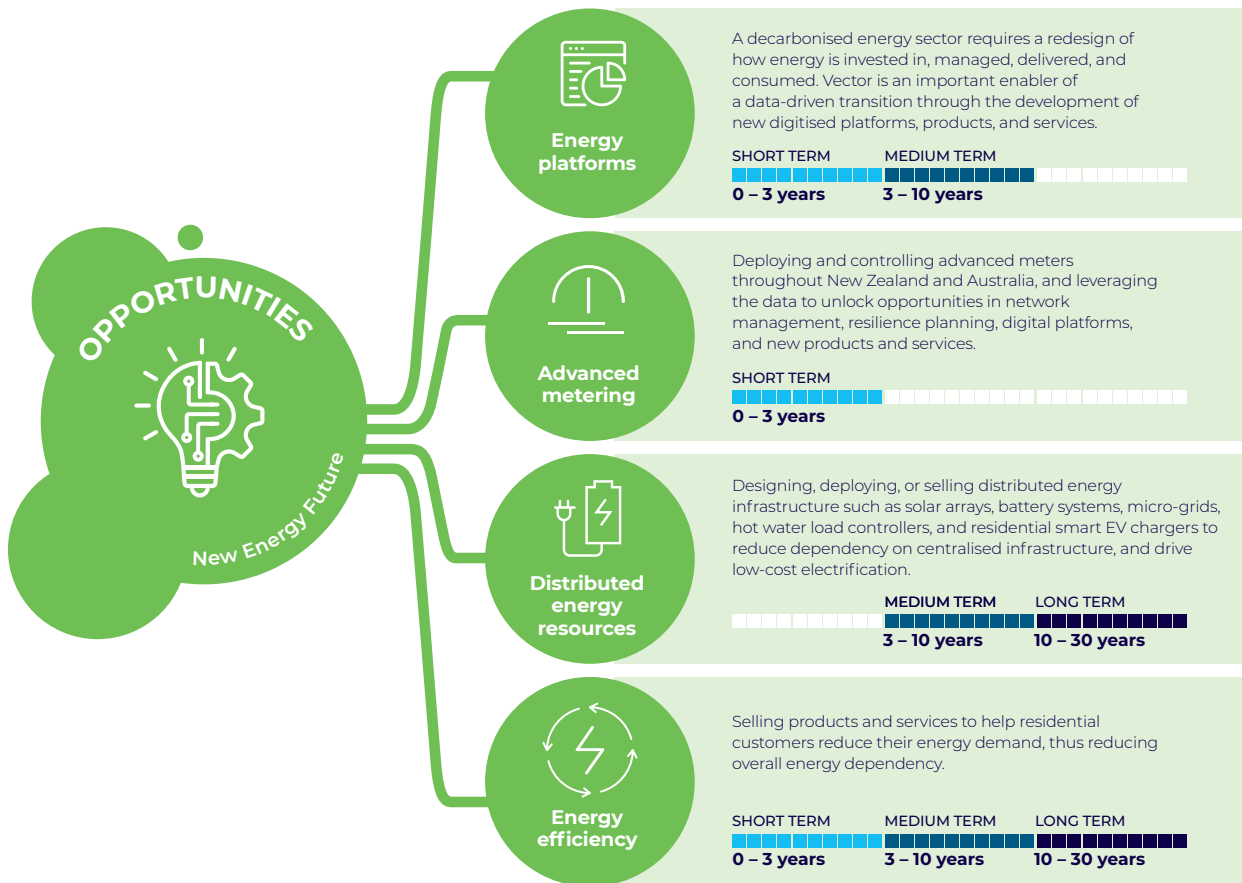 OPPORTUNITIES
New Energy Future
Energy
platforms
A decarbonised energy sector requires a redesign of
how energy is invested in, managed, delivered, and
consumed. Vector is an important enabler of
a data-driven transition through the development of
new digitised platforms, products, and services.
SHORT TERM MEDIUM TERM
0 – 3 years 3 – 10 years
Advanced
metering
Deploying and controlling advanced meters
throughout New Zealand and Australia, and leveraging
the data to unlock opportunities in network
management, resilience planning, digital platforms,
and new products and services.
SHORT TERM
0 – 3 years
Distributed
energy
resources
Designing, deploying, or selling distributed energy
infrastructure such as solar arrays, battery systems, micro-grids,
hot water load controllers, and residential smart EV chargers to
reduce dependency on centralised infrastructure, and drive
low-cost electrification.
MEDIUM TERM LONG TERM
3 – 10 years 10 – 30 years
Energy
efficiency
Selling products and services to help residential
customers reduce their energy demand, thus reducing
overall energy dependency.
SHORT TERM MEDIUM TERM LONG TERM
0 – 3 years 3 – 10 years 10 – 30 years